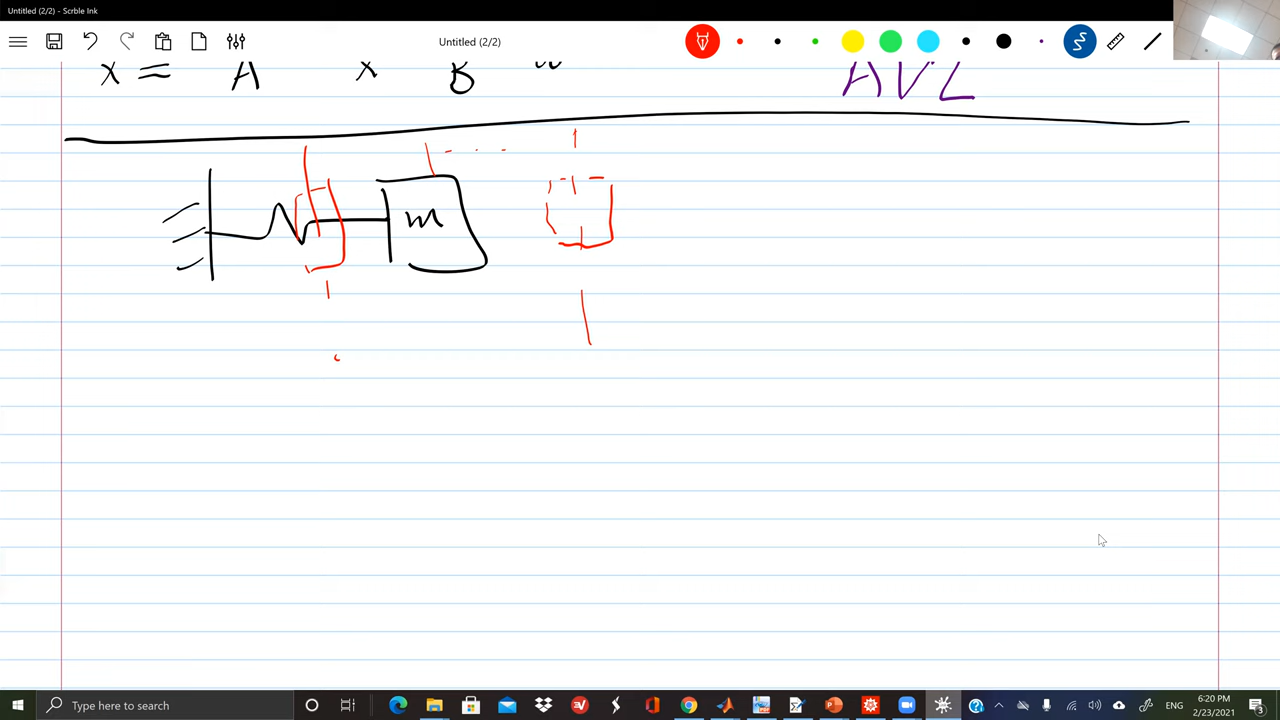 Untitled (2/2) - Scrble Ink
Untitled (2/2)
x = A x B
AVL
m
Type here to search
ENG
6:20 PM
2/23/2021
3